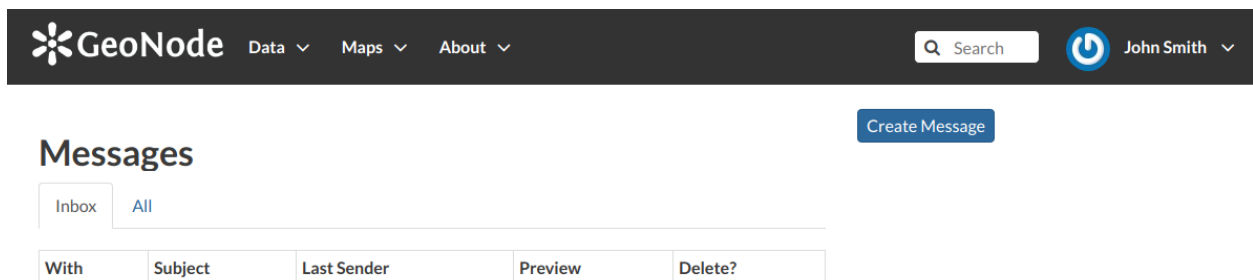 GeoNode Data Maps About Search John Smith
Create Message
Messages
Inbox All
With Subject Last Sender Preview Delete?